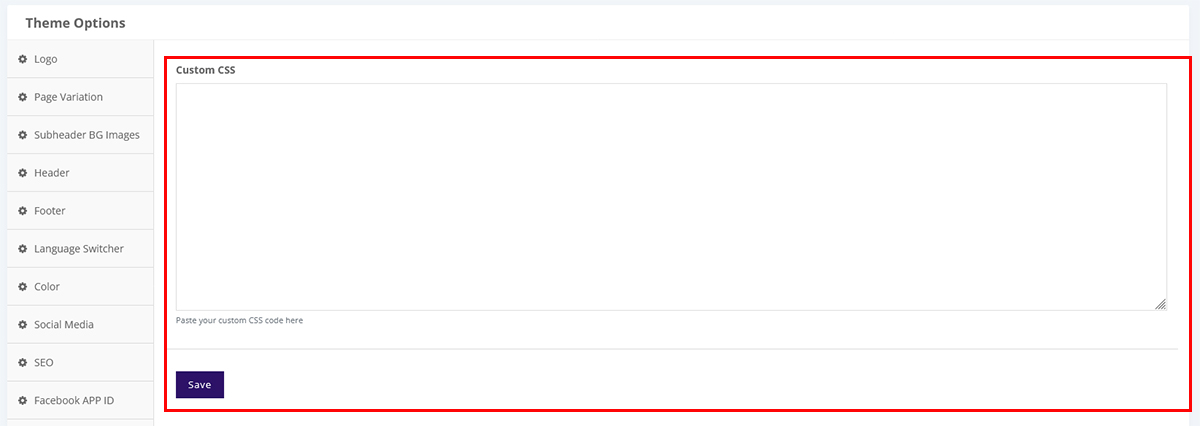 Theme Options
Logo
Page Variation
Subheader BG Images
Header
Footer
Language Switcher
Color
Social Media
SEO
Facebook APP ID
Custom CSS
Paste your custom CSS code here
Save